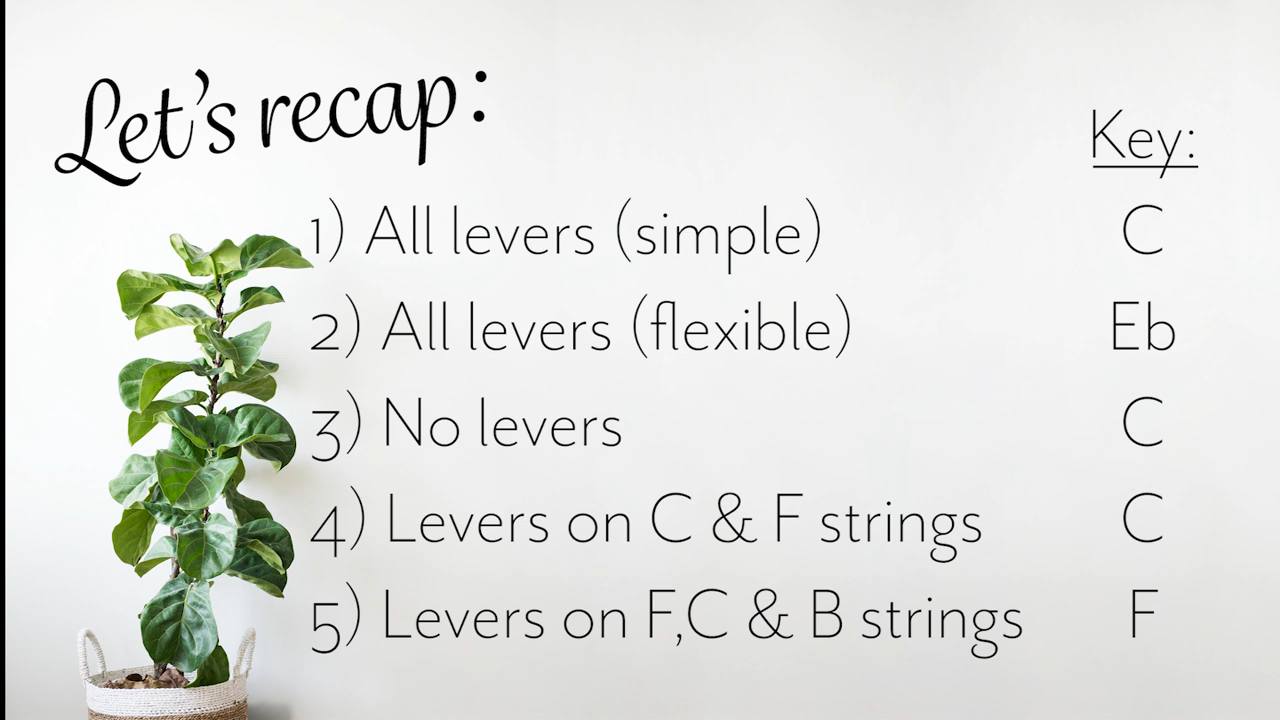 Let's recap:
Key:
1) All levers (simple) C
2) All levers (flexible) Eb
3) No levers C
4) Levers on C & F strings C
5) Levers on F,C & B strings F